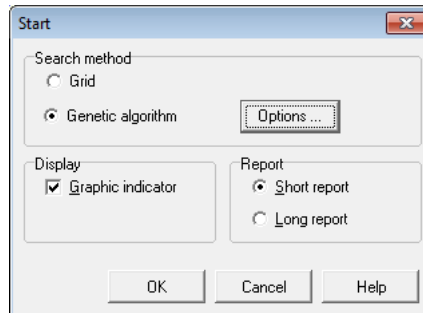 Start
Search method
Grid
Genetic algorithm
Options ...
Display
Graphic indicator
Report
Short report
Long report
OK Cancel Help